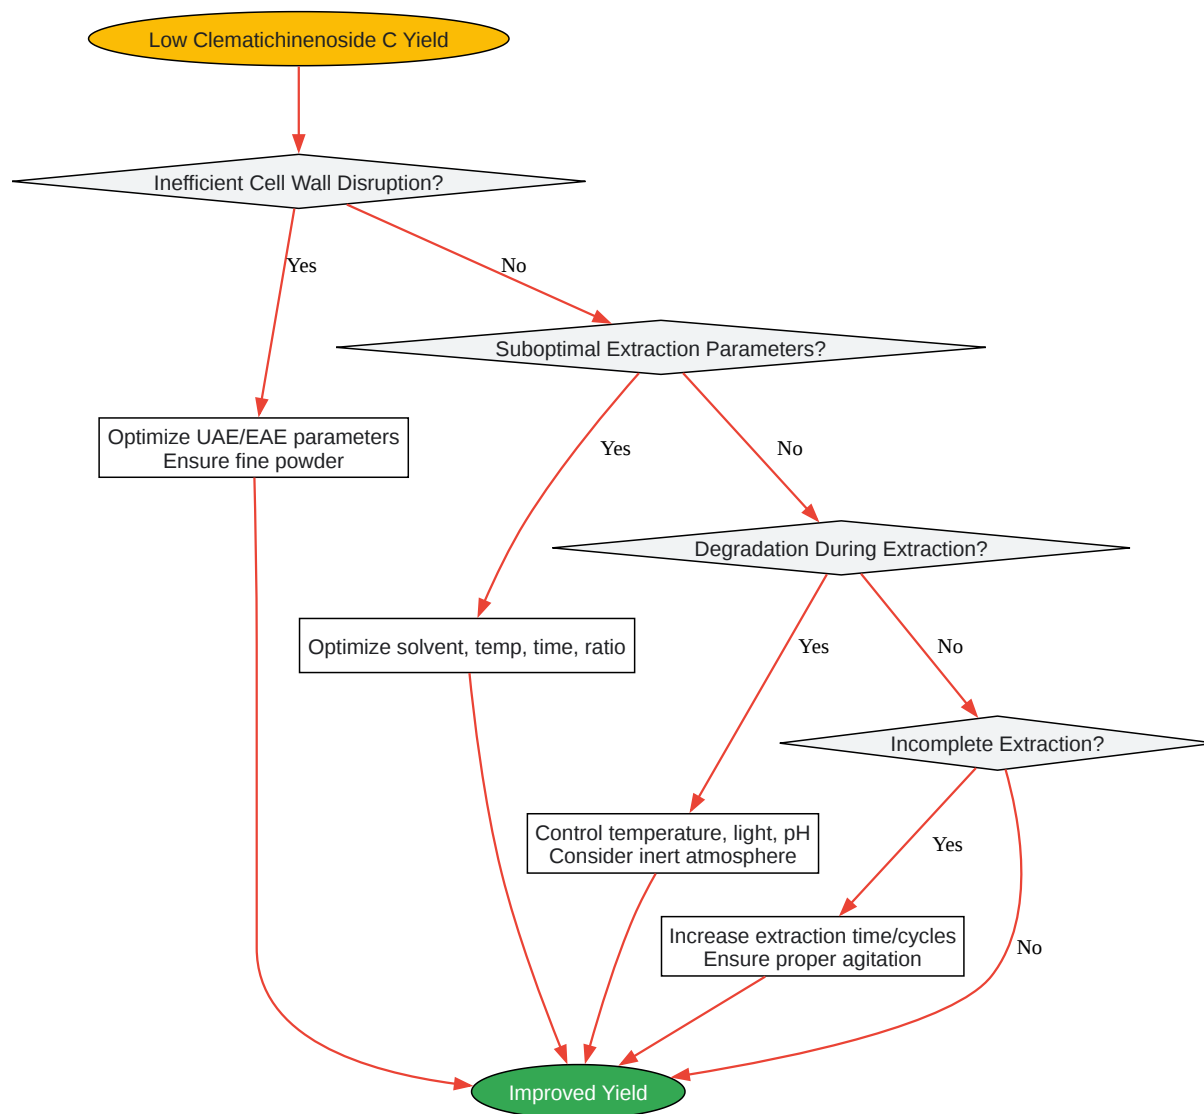 Low Clematichinenoside C Yield
Inefficient Cell Wall Disruption?
Yes
No
Suboptimal Extraction Parameters?
Optimize UAE/EAE parameters
Ensure fine powder
Yes
No
Degradation During Extraction?
Optimize solvent, temp, time, ratio
Yes
No
Incomplete Extraction?
Control temperature, light, pH
Consider inert atmosphere
Yes
Increase extraction time/cycles
Ensure proper agitation
No
Improved Yield